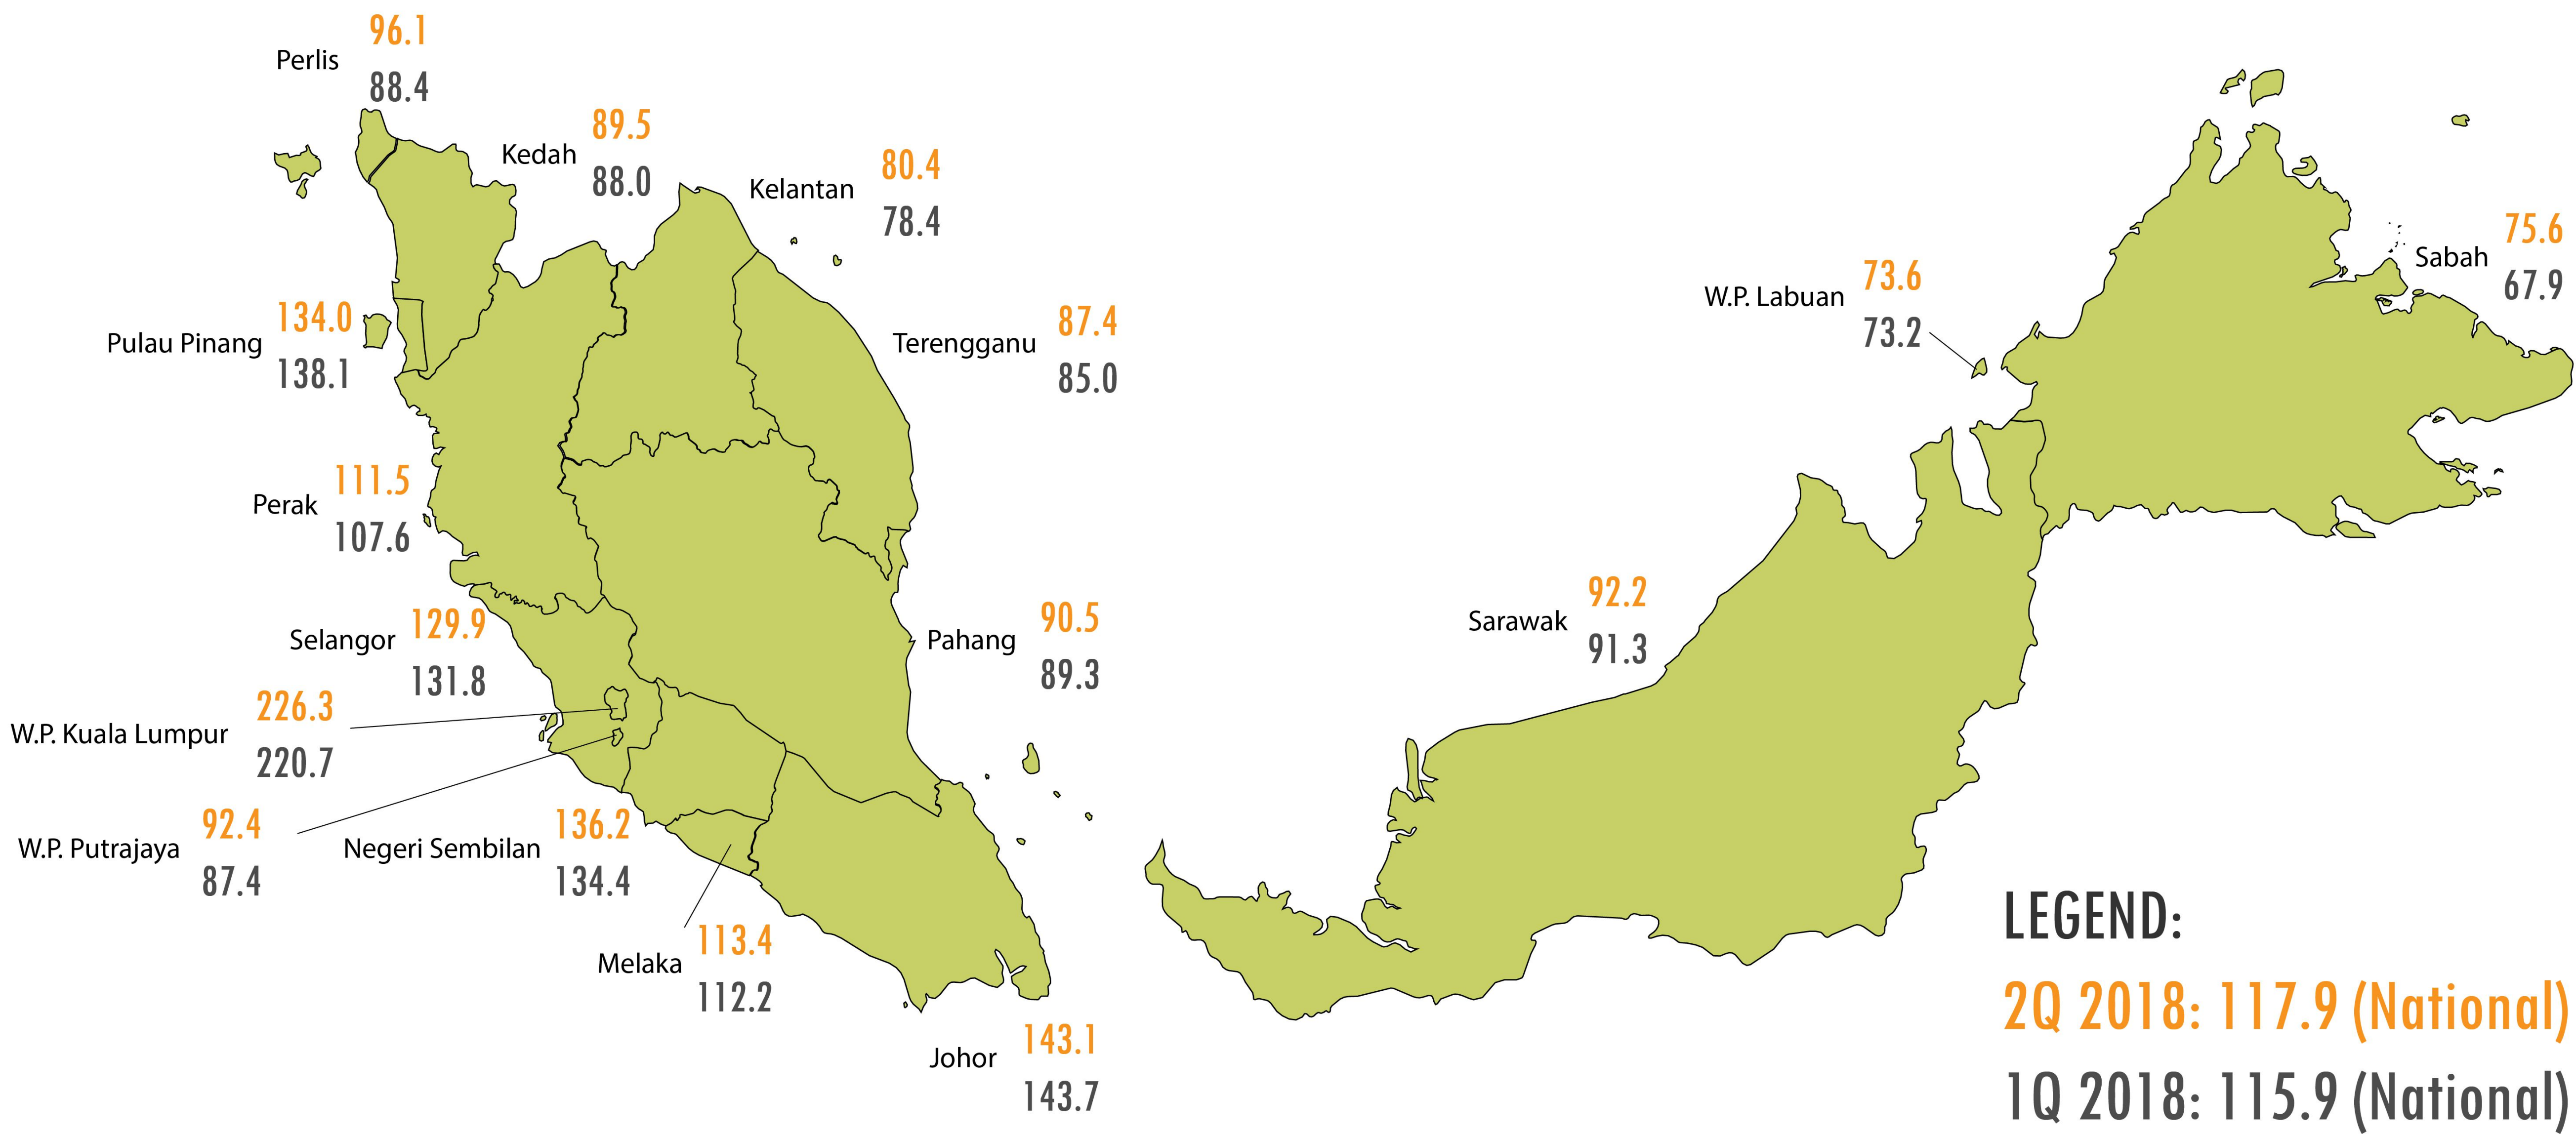 96.1
Perlis
88.4
89.5
Kedah
88.0
80.4
Kelantan
78.4
134.0
Pulau Pinang
138.1
87.4
Terengganu
85.0
111.5
Perak
107.6
129.9
Selangor
131.8
90.5
Pahang
89.3
226.3
W.P. Kuala Lumpur
220.7
92.4
W.P. Putrajaya
87.4
136.2
Negeri Sembilan
134.4
113.4
Melaka
112.2
143.1
Johor
143.7
75.6
Sabah
67.9
73.6
W.P. Labuan
73.2
92.2
Sarawak
91.3
LEGEND:
2Q 2018: 117.9 (National)
1Q 2018: 115.9 (National)